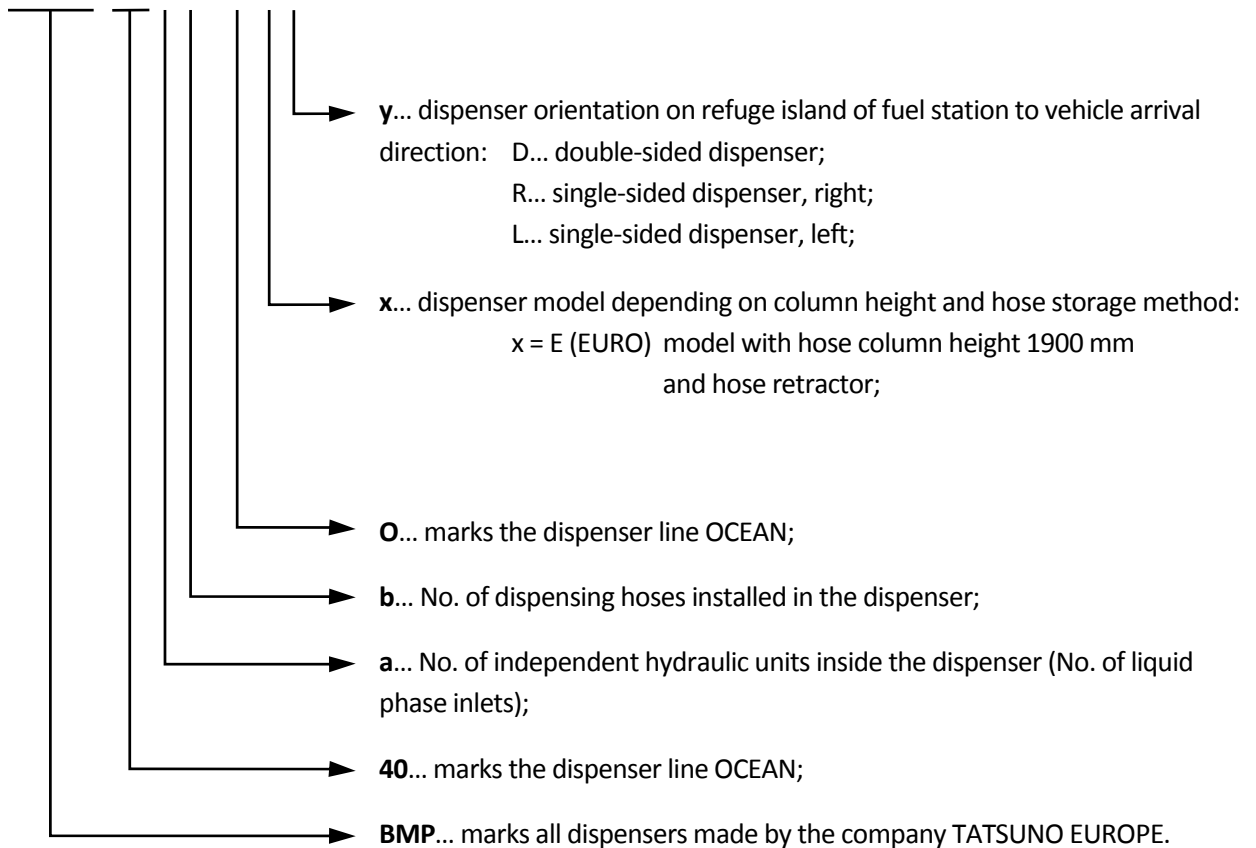 y... dispenser orientation on refuge island of fuel station to vehicle arrival
direction: D... double-sided dispenser;
R... single-sided dispenser, right;
L... single-sided dispenser, left;
x... dispenser model depending on column height and hose storage method:
x = E (EURO) model with hose column height 1900 mm
and hose retractor;
O... marks the dispenser line OCEAN;
b... No. of dispensing hoses installed in the dispenser;
a... No. of independent hydraulic units inside the dispenser (No. of liquid
phase inlets);
40... marks the dispenser line OCEAN;
BMP... marks all dispensers made by the company TATSUNO EUROPE.